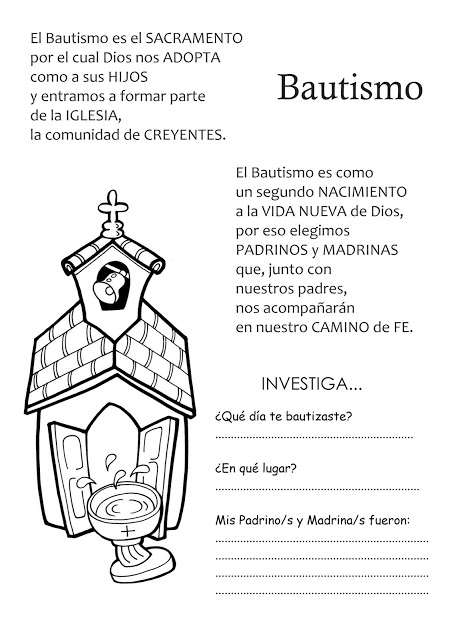 El Bautismo es el SACRAMENTO
por el cual Dios nos ADOPTA
como a sus HIJOS
y entramos a formar parte
de la IGLESIA,
la comunidad de CREYENTES.
Bautismo
El Bautismo es como
un segundo NACIMIENTO
a la VIDA NUEVA de Dios,
por eso elegimos
PADRINOS y MADRINAS
que, junto con
nuestros padres,
nos acompañarán
en nuestro CAMINO de FE.
INVESTIGA...
¿Qué día te bautizaste?
¿En qué lugar?
Mis Padrino/s y Madrina/s fueron: